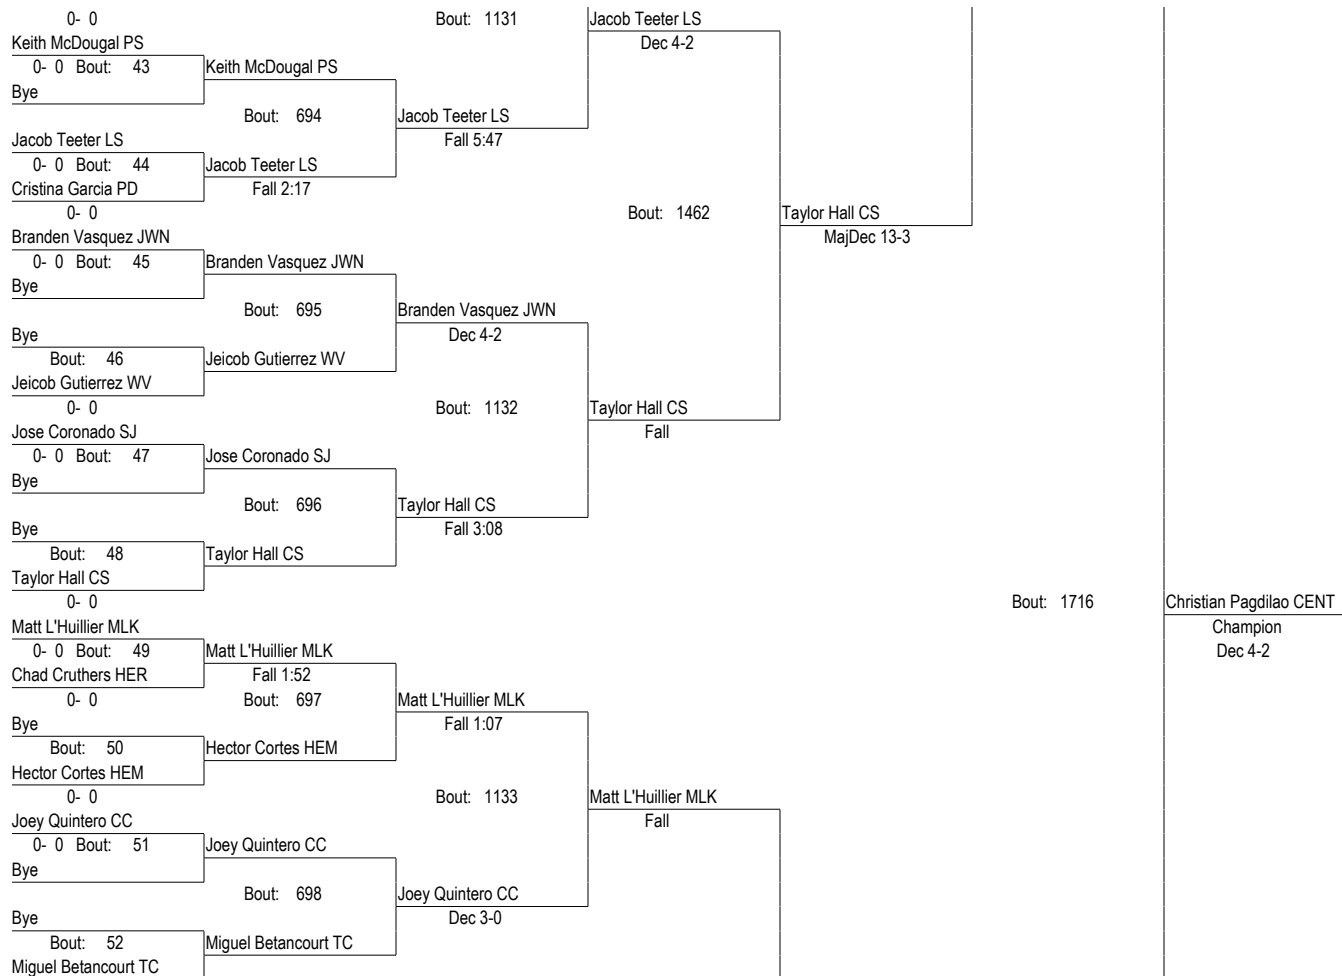 0- 0 Bout: 1131 Jacob Teeter LS
Keith McDougal PS Dec 4-2
0- 0 Bout: 43 Keith McDougal PS
Bye
Bout: 694 Jacob Teeter LS
Jacob Teeter LS Fall 5:47
0- 0 Bout: 44 Jacob Teeter LS
Cristina Garcia PD Fall 2:17
0- 0 Bout: 1462 Taylor Hall CS
Branden Vasquez JWN MajDec 13-3
0- 0 Bout: 45 Branden Vasquez JWN
Bye
Bout: 695 Branden Vasquez JWN
Bye Dec 4-2
Bout: 46 Jeicob Gutierrez WV
Jeicob Gutierrez WV
0- 0 Bout: 1132 Taylor Hall CS
Jose Coronado SJ Fall
0- 0 Bout: 47 Jose Coronado SJ
Bye
Bout: 696 Taylor Hall CS
Bye Fall 3:08
Bout: 48 Taylor Hall CS
Taylor Hall CS
0- 0 Bout: 1716 Christian Pagdilao CENT
Matt L'Huillier MLK Champion
0- 0 Bout: 49 Matt L'Huillier MLK Dec 4-2
Chad Cruthers HER Fall 1:52
0- 0 Bout: 697 Matt L'Huillier MLK
Bye Fall 1:07
Bout: 50 Hector Cortes HEM
Hector Cortes HEM
0- 0 Bout: 1133 Matt L'Huillier MLK
Joey Quintero CC Fall
0- 0 Bout: 51 Joey Quintero CC
Bye
Bout: 698 Joey Quintero CC
Bye Dec 3-0
Bout: 52 Miguel Betancourt TC
Miguel Betancourt TC